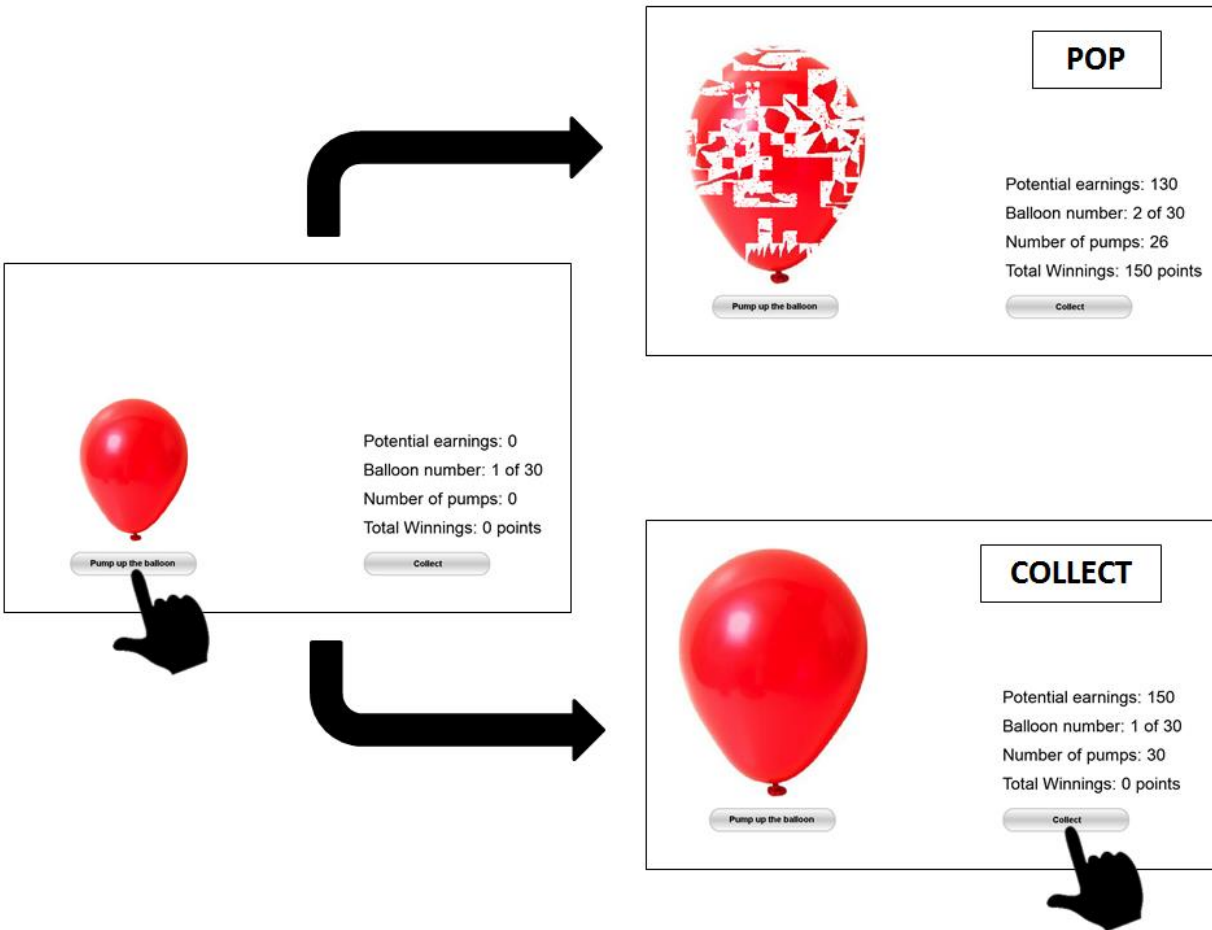 POP
Potential earnings: 130
Balloon number: 2 of 30
Number of pumps: 26
Total Winnings: 150 points
Pump up the balloon
Collect
Potential earnings: 0
Balloon number: 1 of 30
Number of pumps: 0
Total Winnings: 0 points
Pump up the balloon
Collect
COLLECT
Potential earnings: 150
Balloon number: 1 of 30
Number of pumps: 30
Total Winnings: 0 points
Pump up the balloon
Collect